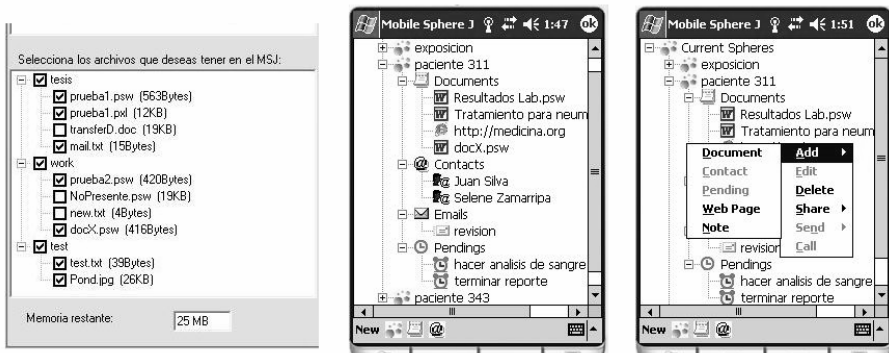 Selecciona los archivos que deseas tener en el MSJ:
tesis
prueba1.psw (563Bytes)
prueba1.pxl (12KB)
transferD.doc (19KB)
mail.txt (15Bytes)
work
prueba2.psw (420Bytes)
NoPresente.psw (19KB)
new.txt (4Bytes)
docX.psw (416Bytes)
test
test.txt (39Bytes)
Pond.jpg (26KB)
Memoria restante: 25 MB
Mobile Sphere J 1:47 ok
exposicion
paciente 311
Documents
Resultados Lab.psw
Tratamiento para neum
http://medicina.org
docX.psw
Contacts
Juan Silva
Selene Zamarripa
Emails
revision
Pendings
hacer analisis de sangre
terminar reporte
paciente 343
New
Mobile Sphere J 1:51 ok
Current Spheres
exposicion
paciente 311
Documents
Resultados Lab.psw
Tratamiento para neum
Document Add
Contact Edit
Pending Delete
Web Page Share
Note Send
Call
revision
Pendings
hacer analisis de sangre
terminar reporte
New